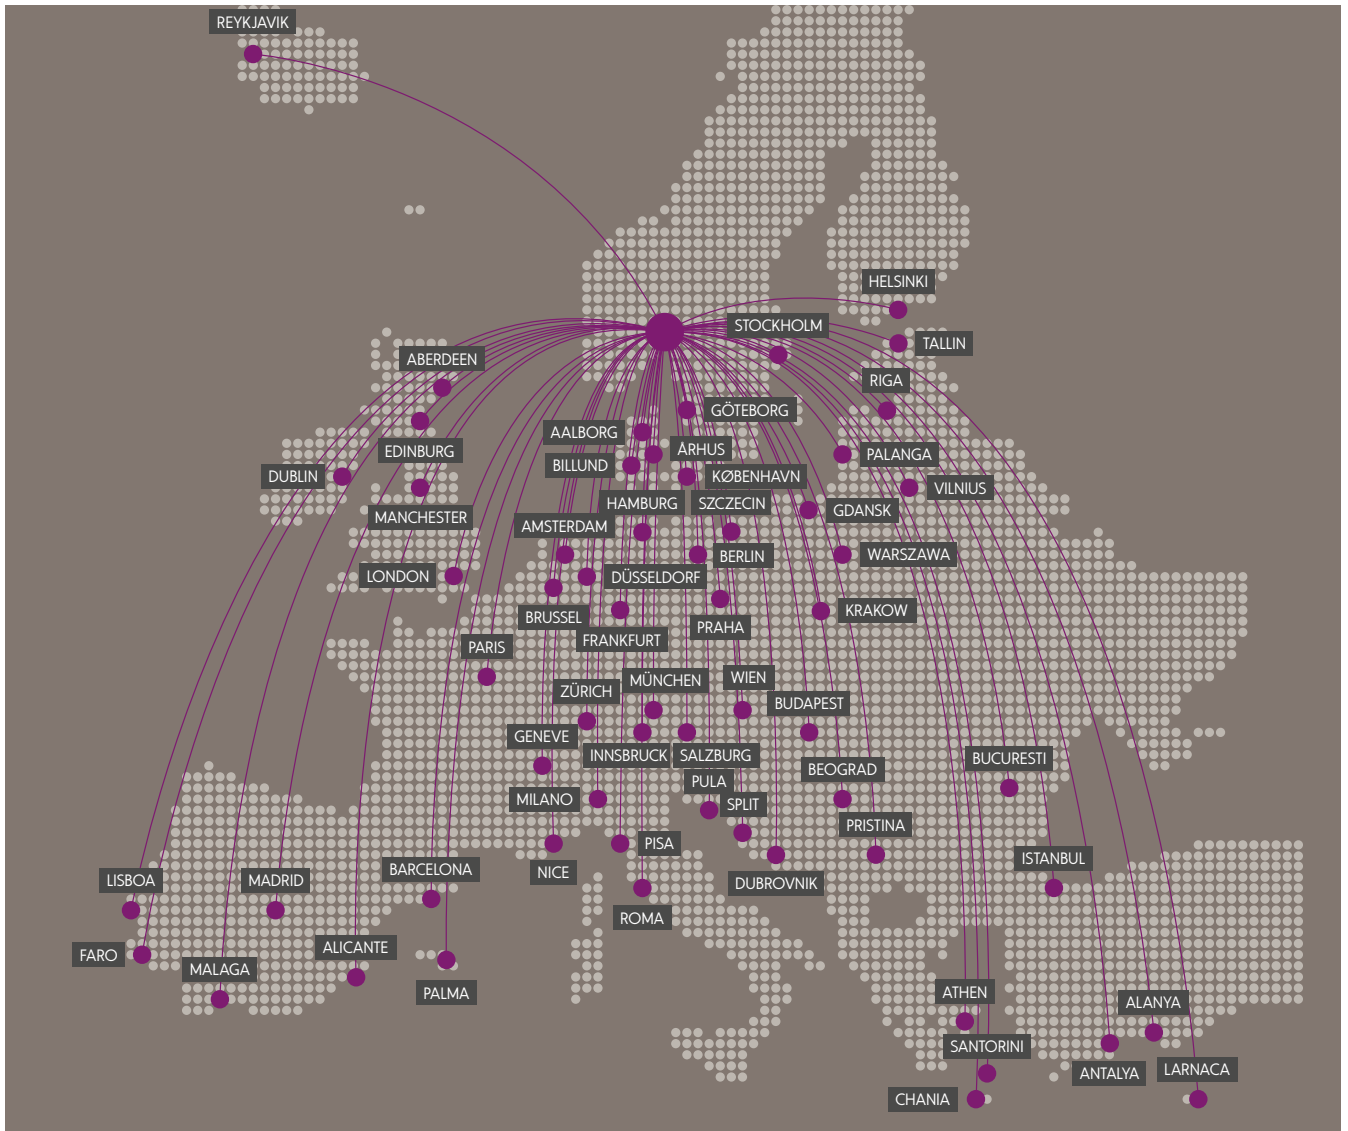 REYKJAVIK
HELSINKI
STOCKHOLM
TALLIN
ABERDEEN
RIGA
GÖTEBORG
AALBORG
EDINBURG
ARHUS
PALANGA
BILLUND
DUBLIN
KØBENHAVN
VILNIUS
HAMBURG
SZCZECIN
GDANSK
MANCHESTER
AMSTERDAM
BERLIN
WARSZAWA
LONDON
DÜSSELDORF
KRAKOW
BRUSSEL
PRAHA
FRANKFURT
PARIS
WIEN
MÜNCHEN
ZÜRICH
BUDAPEST
GENEVE
INNSBRUCK
SALZBURG
BUCURESTI
BEOGRAD
PULA
MILANO
SPLIT
PRISTINA
PISA
ISTANBUL
BARCELONA
NICE
LISBOA
MADRID
DUBROVNIK
ROMA
ALICANTE
FARO
MALAGA
PALMA
ATHEN
ALANYA
SANTORINI
LARNACA
ANTALYA
CHANIA